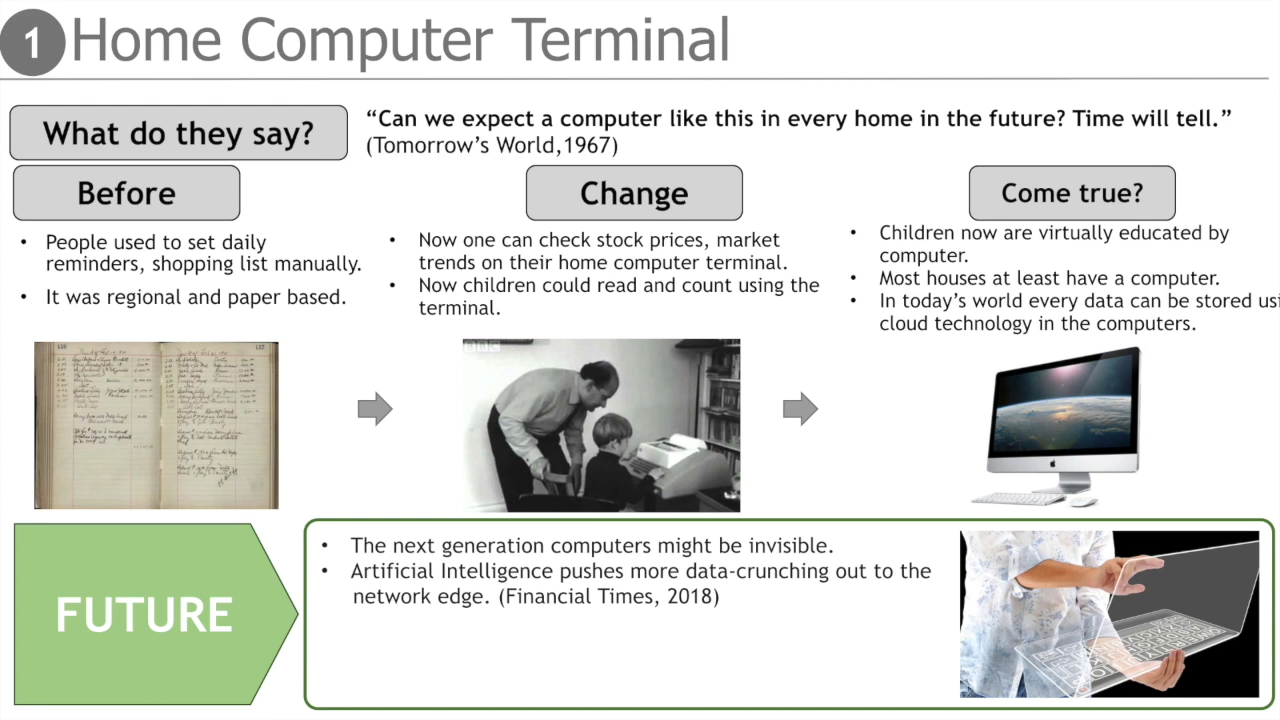 1 Home Computer Terminal
What do they say?
“Can we expect a computer like this in every home in the future? Time will tell.”
(Tomorrow’s World,1967)
Before
• People used to set daily
reminders, shopping list manually.
• It was regional and paper based.
Change
• Now one can check stock prices, market
trends on their home computer terminal.
• Now children could read and count using the
terminal.
Come true?
• Children now are virtually educated by
computer.
• Most houses at least have a computer.
• In today’s world every data can be stored usi
cloud technology in the computers.
156
157
BBC
FUTURE
• The next generation computers might be invisible.
• Artificial Intelligence pushes more data-crunching out to the
network edge. (Financial Times, 2018)